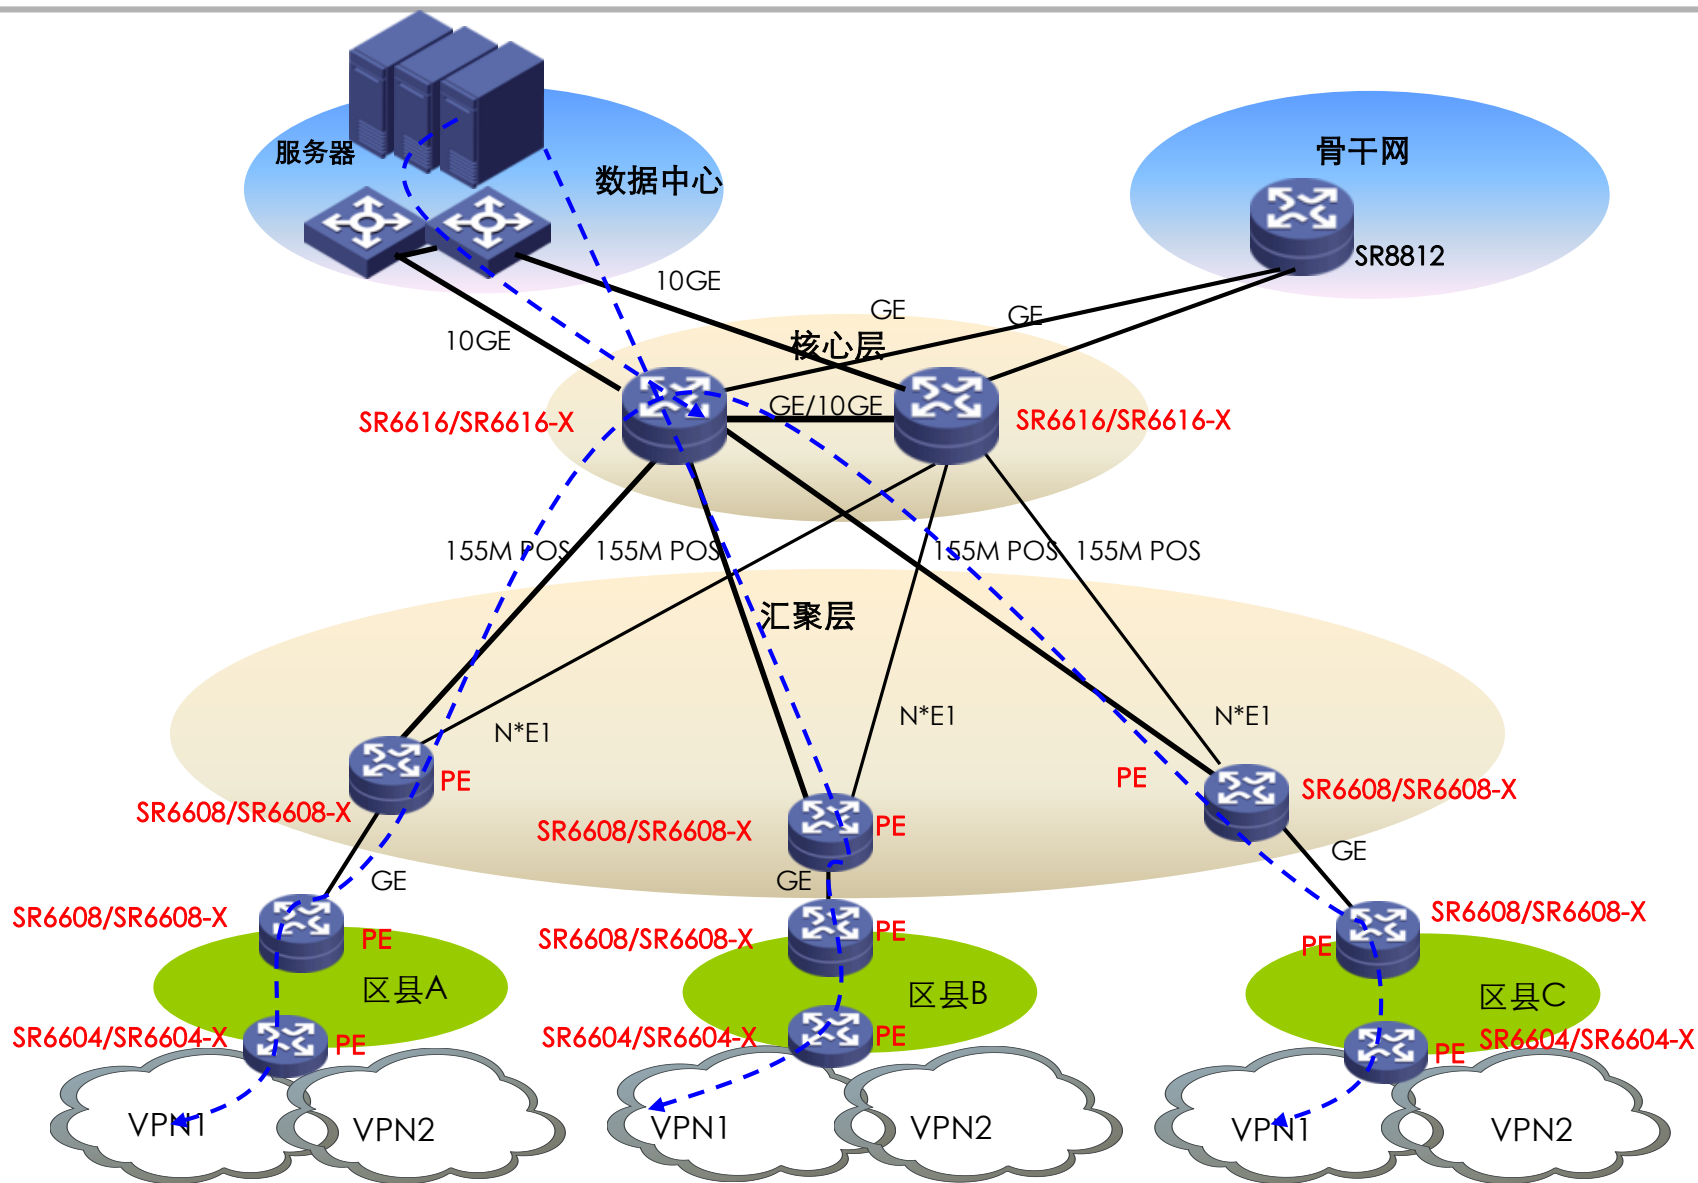 服务器
数据中心
骨干网
SR8812
10GE
GE
GE
10GE
核心层
GE/10GE
SR6616/SR6616-X
SR6616/SR6616-X
155M POS
155M POS
155M POS
155M POS
汇聚层
N*E1
N*E1
N*E1
PE
PE
SR6608/SR6608-X
SR6608/SR6608-X
SR6608/SR6608-X
PE
GE
GE
GE
SR6608/SR6608-X
PE
SR6608/SR6608-X
PE
SR6608/SR6608-X
PE
区县A
区县B
区县C
SR6604/SR6604-X
PE
SR6604/SR6604-X
PE
SR6604/SR6604-X
PE
VPN1
VPN2
VPN1
VPN2
VPN1
VPN2